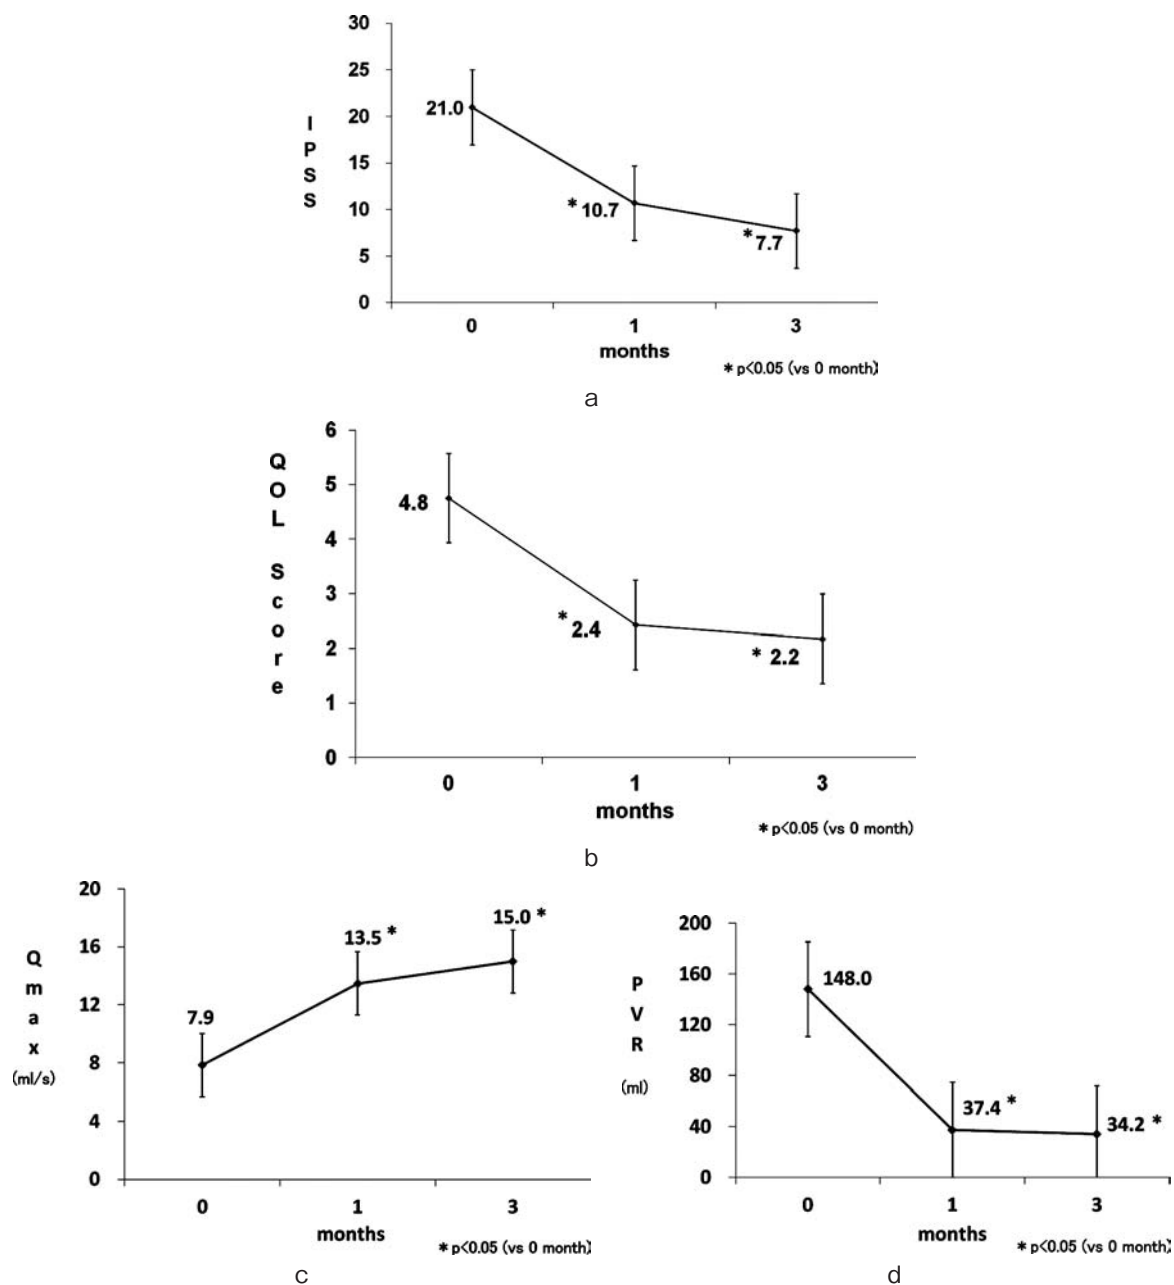 30
25
20
15
10
5
0
I
P
S
S
21.0
* 10.7
* 7.7
0 1 3
months
* p<0.05 (vs 0 month)
a
6
5
4
3
2
1
0
Q
O
L
S
c
o
r
e
4.8
* 2.4
* 2.2
0 1 3
months
* p<0.05 (vs 0 month)
b
20
16
12
8
4
0
Q
m
a
x
(ml/s)
7.9
13.5 *
15.0 *
0 1 3
months
* p<0.05 (vs 0 month)
c
200
160
120
80
40
0
P
V
R
(ml)
148.0
37.4 *
34.2 *
0 1 3
months
* p<0.05 (vs 0 month)
d